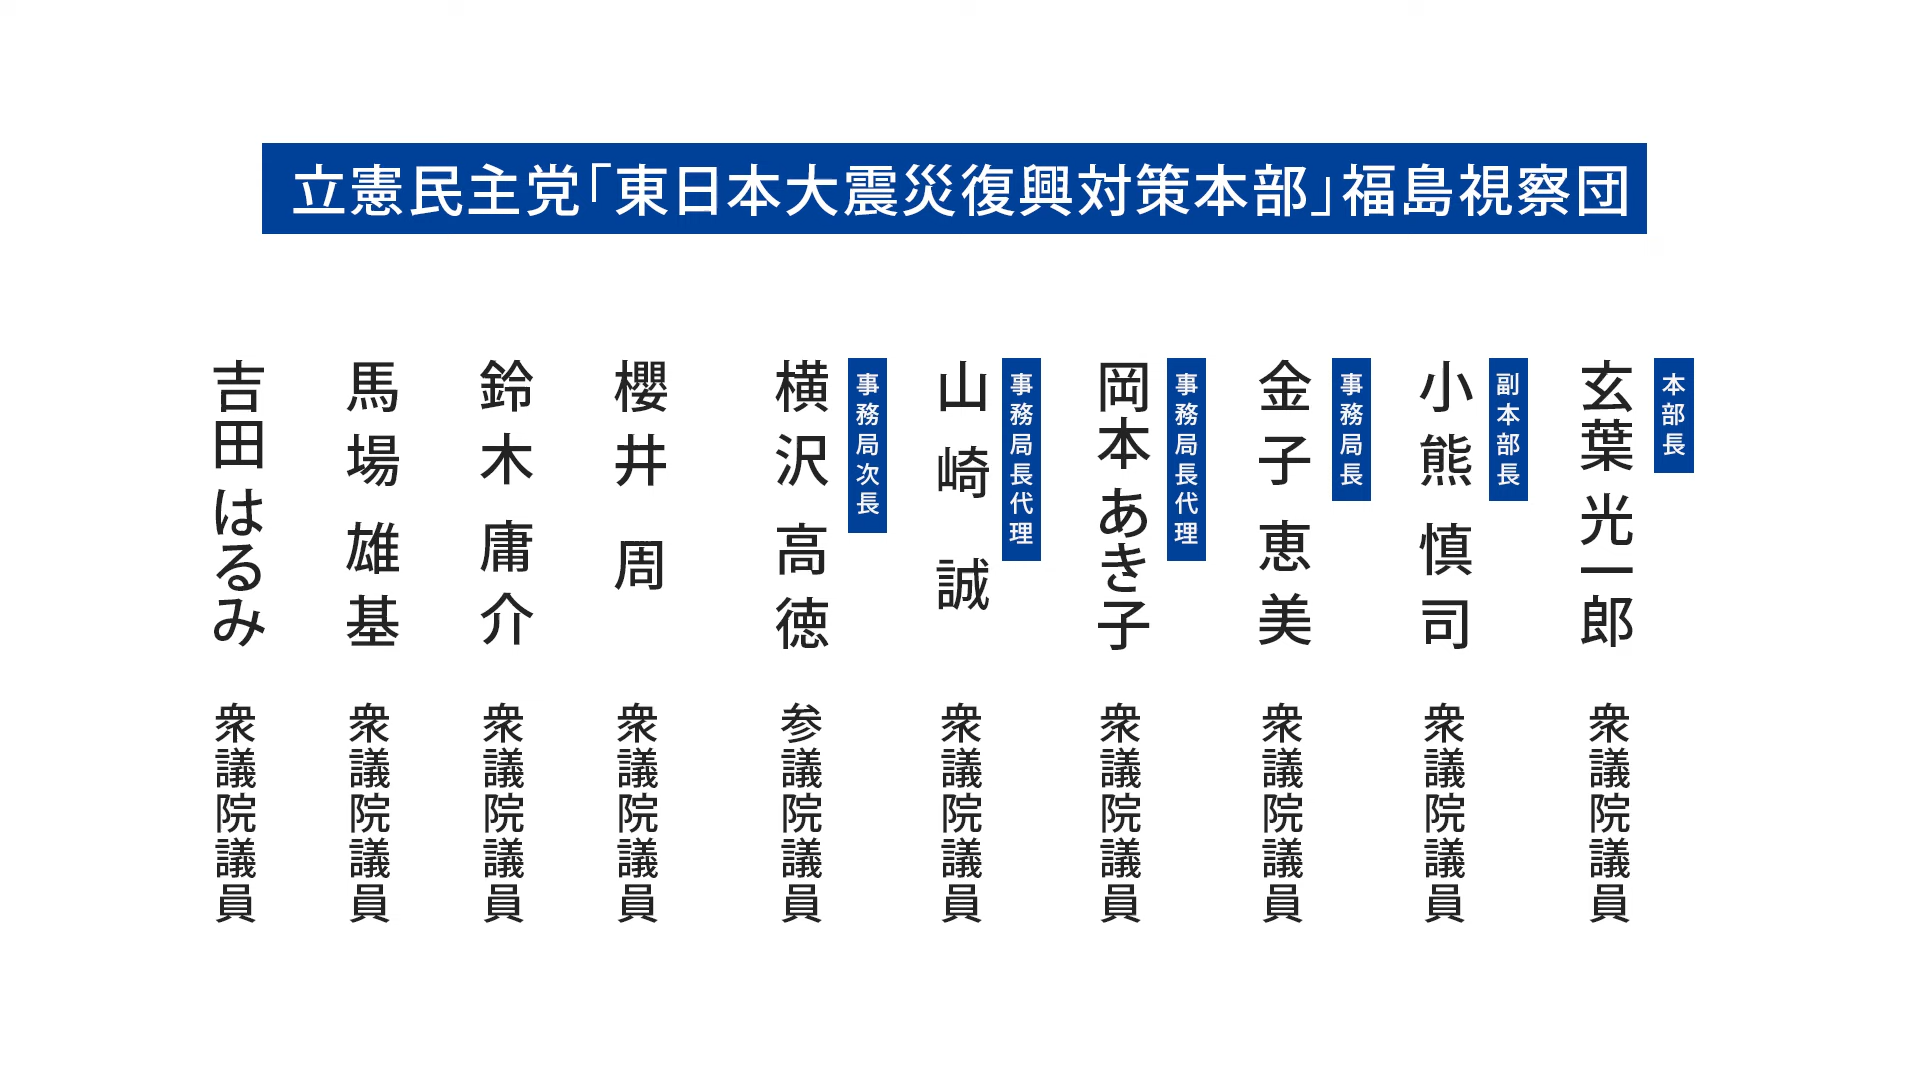 立憲民主党「東日本大震災復興対策本部」福島視察団
本部長
玄葉 光一郎 衆議院議員
副本部長
小熊 慎司 衆議院議員
事務局長
金子 恵美 衆議院議員
事務局長代理
岡本 あき子 衆議院議員
事務局長代理
山崎 誠 衆議院議員
事務局次長
横沢 高徳 参議院議員
櫻井 周 衆議院議員
鈴木 庸介 衆議院議員
馬場 雄基 衆議院議員
吉田 はるみ 衆議院議員